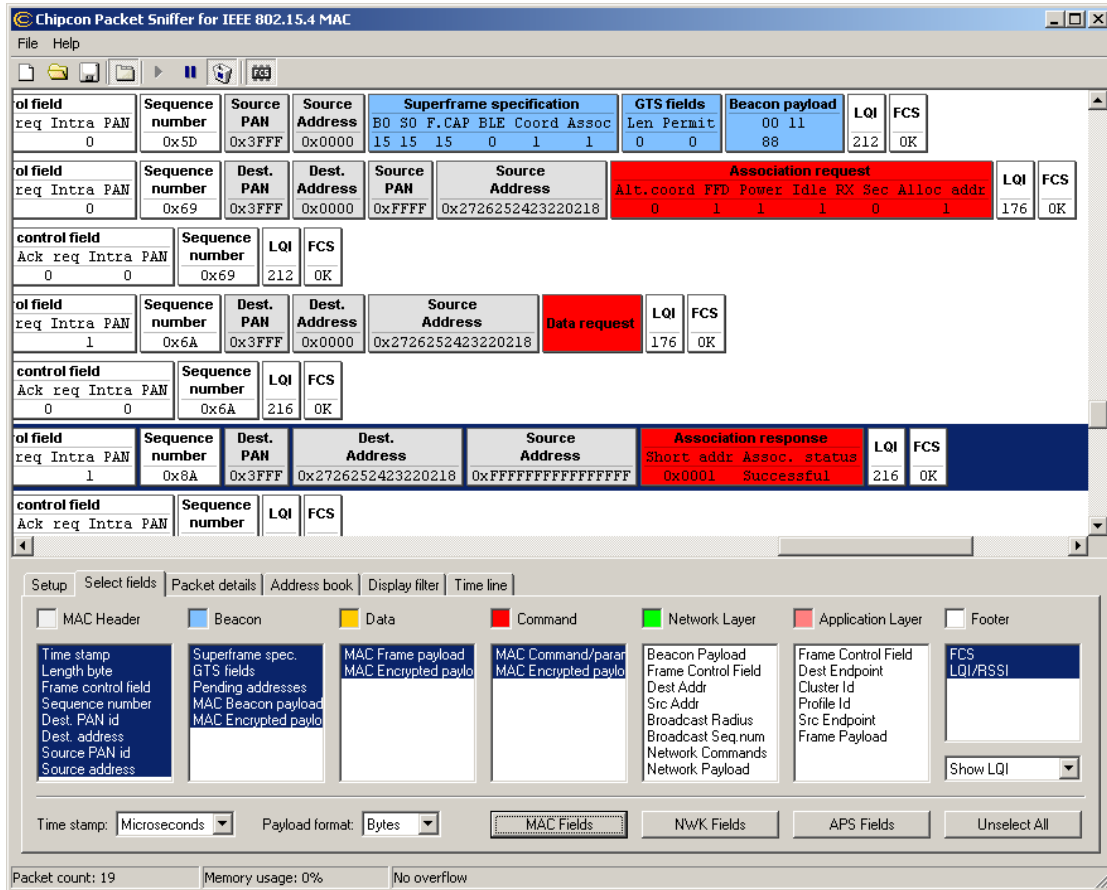 Chipcon Packet Sniffer for IEEE 802.15.4 MAC
File Help
FCS
ol field Sequence Source Source Superframe specification GTS fields Beacon payload LQI FCS
req Intra PAN number PAN Address BO SO F.CAP BLE Coord Assoc Len Permit 00 11
0 0x5D 0x3FFF 0x0000 15 15 15 0 1 1 0 0 88 212 OK
ol field Sequence Dest. Dest. Source Source Association request LQI FCS
req Intra PAN number PAN Address PAN Address Alt.coord FFD Power Idle RX Sec Alloc addr
0 0x69 0x3FFF 0x0000 0xFFFF 0x2726252423220218 0 1 1 1 0 1 176 OK
control field Sequence LQI FCS
Ack req Intra PAN number
0 0 0x69 212 OK
ol field Sequence Dest. Dest. Source Data request LQI FCS
req Intra PAN number PAN Address Address
1 0x6A 0x3FFF 0x0000 0x2726252423220218 176 OK
control field Sequence LQI FCS
Ack req Intra PAN number
0 0 0x6A 216 OK
ol field Sequence Dest. Dest. Source Association response LQI FCS
req Intra PAN number PAN Address Address Short addr Assoc. status
1 0x8A 0x3FFF 0x2726252423220218 0xFFFFFFFFFFFFFFFF 0x0001 Successful 216 OK
control field Sequence LQI FCS
Ack req Intra PAN number
Setup Select fields Packet details Address book Display filter Time line
MAC Header Beacon Data Command Network Layer Application Layer Footer
Time stamp Superframe spec. MAC Frame payload MAC Command/paran Beacon Payload Frame Control Field FCS
Length byte GTS fields MAC Encrypted paylo MAC Encrypted paylo Frame Control Field Dest Endpoint LQI/RSSI
Frame control field Pending addresses Dest Addr Cluster Id
Sequence number MAC Beacon payload Src Addr Profile Id
Dest. PAN id MAC Encrypted paylo Broadcast Radius Src Endpoint
Dest. address Broadcast Seq.num Frame Payload
Source PAN id Network Commands
Source address Network Payload Show LQI
Time stamp: Microseconds Payload format: Bytes MAC Fields NWK Fields APS Fields Unselect All
Packet count: 19 Memory usage: 0% No overflow